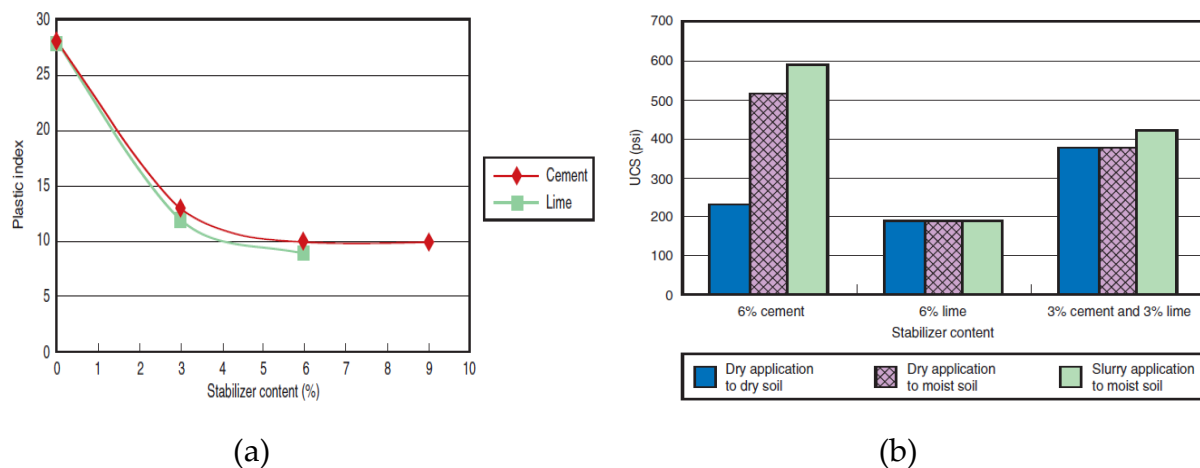 30
25
20
15
10
5
0
Plastic index
0 1 2 3 4 5 6 7 8 9 10
Stabilizer content (%)
Cement
Lime
(a)
700
600
500
400
300
200
100
0
UCS (psi)
6% cement 6% lime 3% cement and 3% lime
Stabilizer content
Dry application
to dry soil
Dry application
to moist soil
Slurry application
to moist soil
(b)